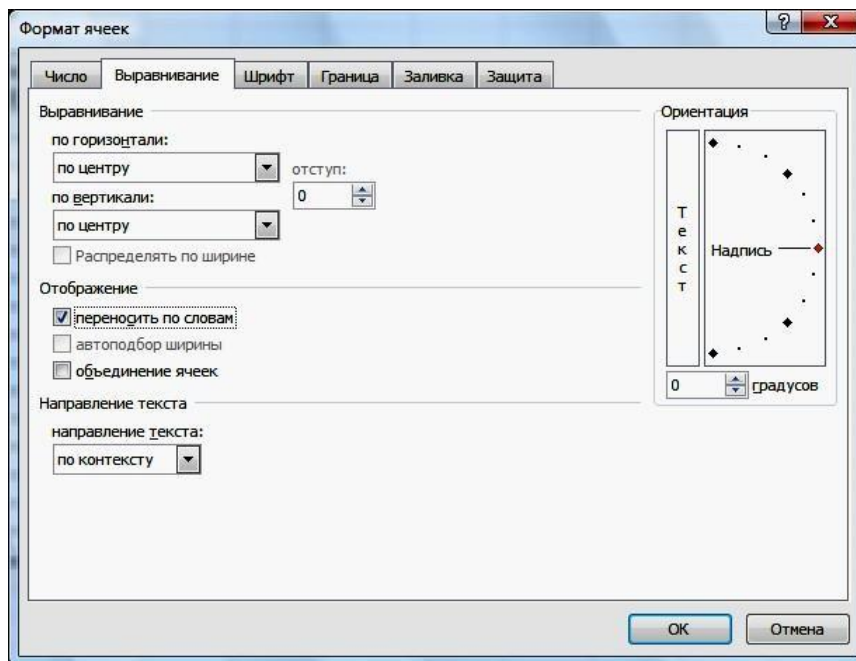 Формат ячеек
?
X
Число Выравнивание Шрифт Граница Заливка Защита
Выравнивание
по горизонтали:
по центру
отступ:
0
по вертикали:
по центру
Распределять по ширине
Отображение
переносить по словам
автоподбор ширины
объединение ячеек
Направление текста
направление текста:
по контексту
Ориентация
Т
е
к
с
т
Надпись
0 градусов
ОК Отмена